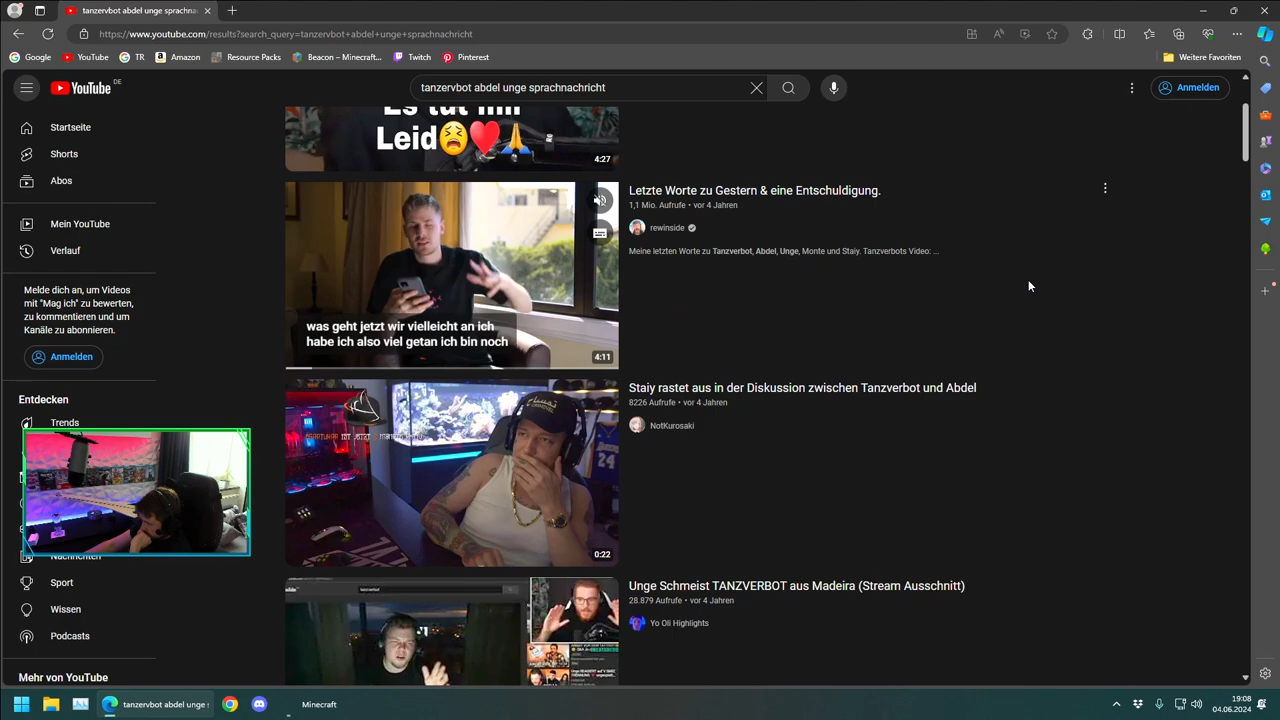 tanzervbot abdel unge sprachna
https://www.youtube.com/results?search_query=tanzervbot+abdel+unge+sprachnachricht
Google
YouTube
TR
Amazon
Resource Packs
Beacon – Minecraft...
Twitch
Pinterest
Weitere Favoriten
YouTube DE
tanzervbot abdel unge sprachnachricht
Anmelden
Startseite
Shorts
Abos
Mein YouTube
Verlauf
Melde dich an, um Videos
mit "Mag ich" zu bewerten,
zu kommentieren und um
Kanäle zu abonnieren.
Anmelden
Entdecken
Trends
Nachrichten
Sport
Wissen
Podcasts
Mehr von YouTube
Es tut mir
Leid😫❤️🙏
4:27
was geht jetzt wir vielleicht an ich
habe ich also viel getan ich bin noch
4:11
Letzte Worte zu Gestern & eine Entschuldigung.
1,1 Mio. Aufrufe • vor 4 Jahren
rewinside
Meine letzten Worte zu Tanzverbot, Abdel, Unge, Monte und Staiy. Tanzverbots Video: ...
24
0:22
Staiy rastet aus in der Diskussion zwischen Tanzverbot und Abdel
8226 Aufrufe • vor 4 Jahren
NotKurosaki
tanzverbot
Unge Schmeist TANZVERBOT aus Madeira (Stream Ausschnitt)
28.879 Aufrufe • vor 4 Jahren
Yo Oli Highlights
tanzervbot abdel unge s
Minecraft
19:08
04.06.2024